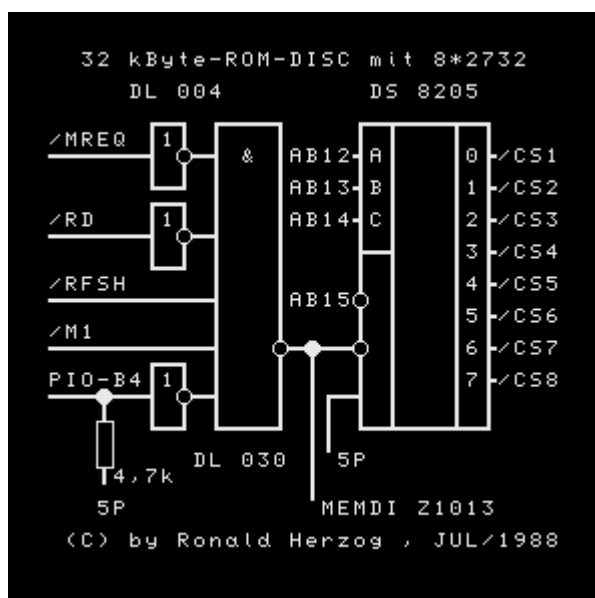 32 kByte-ROM-DISC mit 8*2732
DL 004 DS 8205
/MREQ 1 & AB12 A 0 /CS1
AB13 B 1 /CS2
/RD 1 AB14 C 2 /CS3
3 /CS4
/RFSH 4 /CS5
AB15 5 /CS6
/M1 6 /CS7
PIO-B4 1 7 /CS8
DL 030 5P
4,7k
5P MEMDI Z1013
(C) by Ronald Herzog , JUL/1988